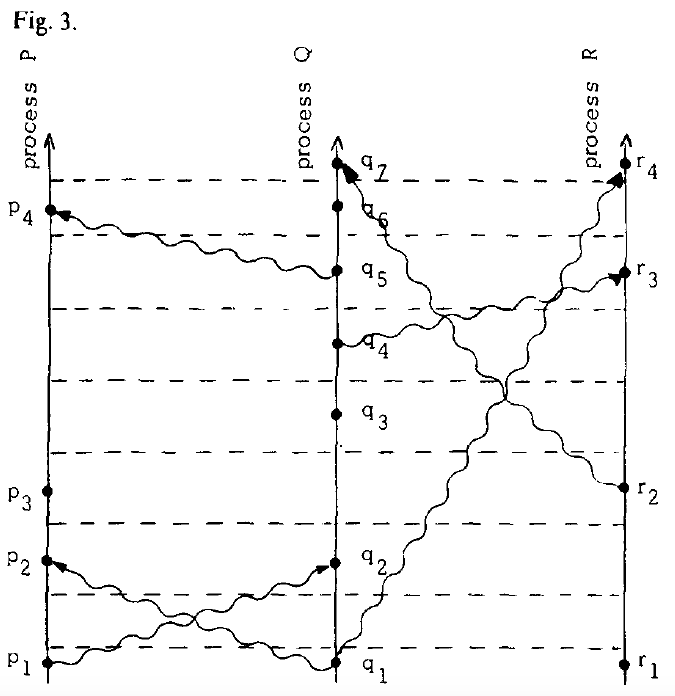 Fig. 3.
process P
process Q
process R
q7
r4
p4
q6
q5
r3
q4
q3
p3
r2
p2
q2
p1
q1
r1